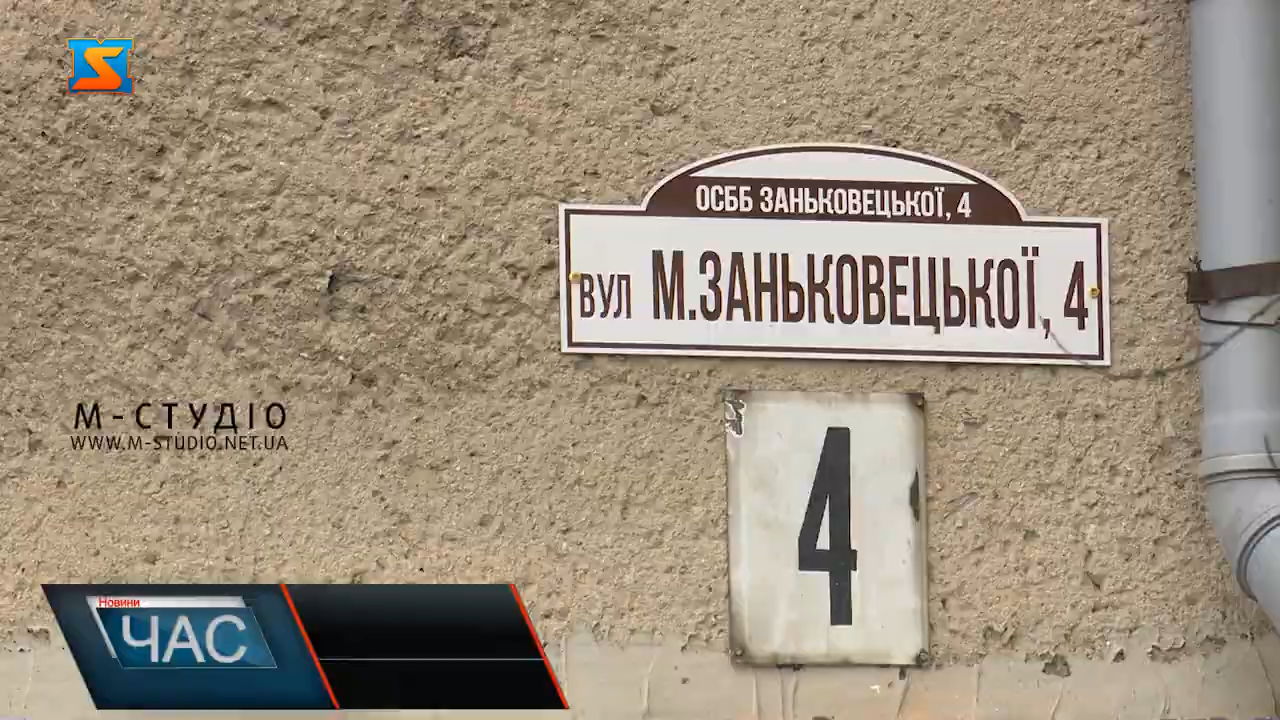 ОСББ ЗАНЬКОВЕЦЬКОЇ, 4
ВУЛ М.ЗАНЬКОВЕЦЬКОЇ, 4
4
М-СТУДІО
WWW.M-STUDIO.NET.UA
Новини
ЧАС